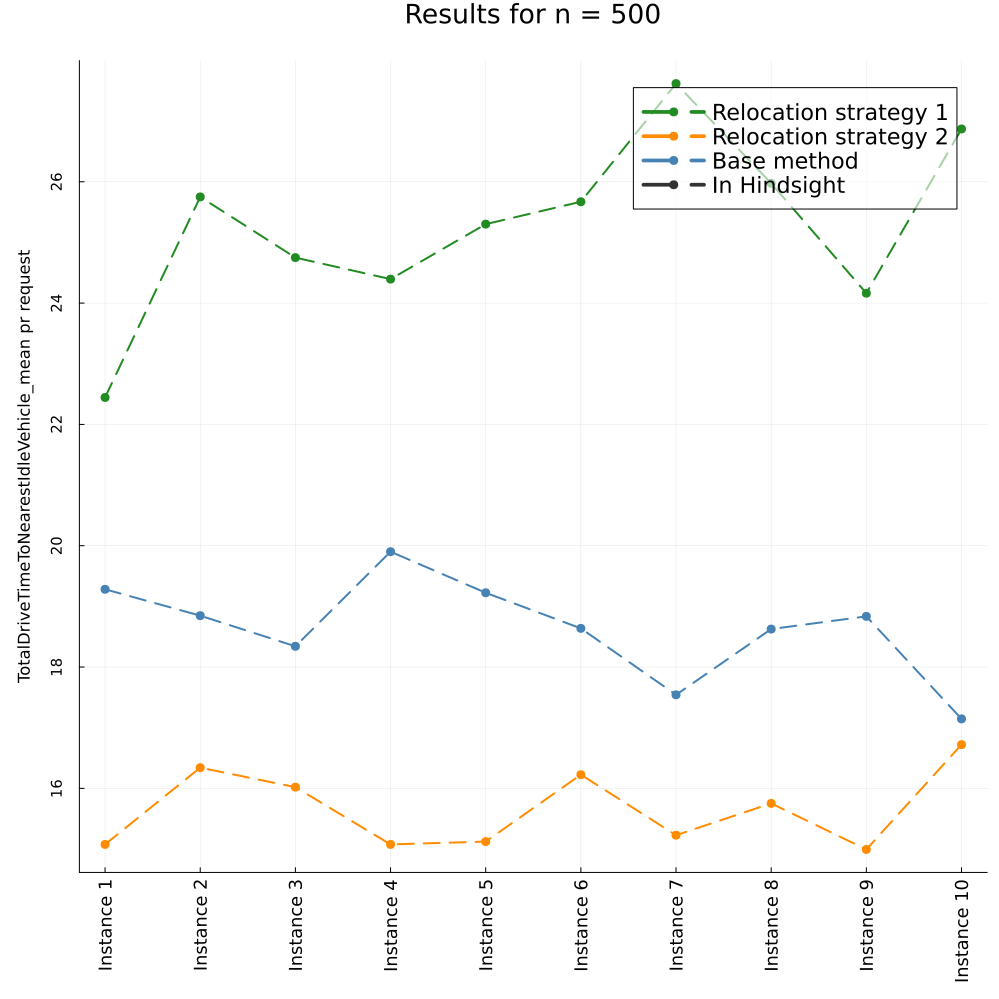 Results for n = 500
Relocation strategy 1
Relocation strategy 2
Base method
In Hindsight
TotalDriveTimeToNearestIdleVehicle_mean pr request
26
24
22
20
18
16
Instance 1
Instance 2
Instance 3
Instance 4
Instance 5
Instance 6
Instance 7
Instance 8
Instance 9
Instance 10